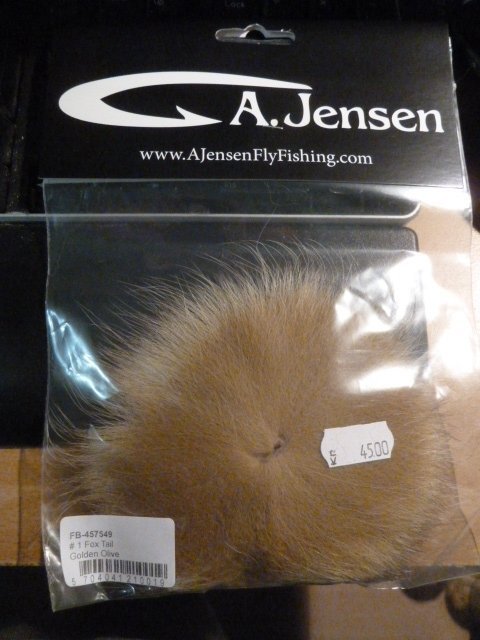 A. Jensen
www.AJensenFlyFishing.com
kr.
45.00
FB-457549
# 1 Fox Tail
Golden Olive
5 704041 210019